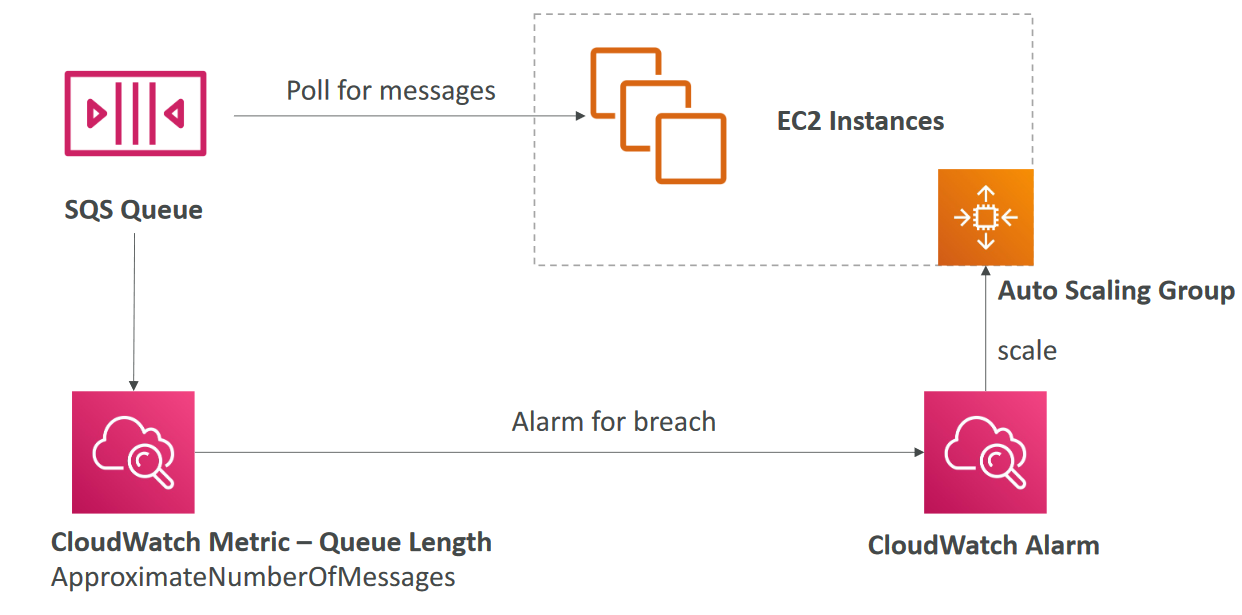 Poll for messages
EC2 Instances
SQS Queue
Auto Scaling Group
scale
Alarm for breach
CloudWatch Metric – Queue Length
ApproximateNumberOfMessages
CloudWatch Alarm